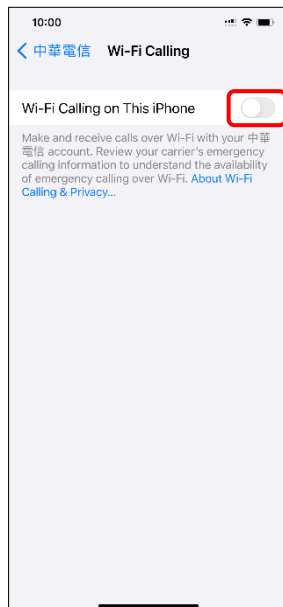 10:00
中華電信 Wi-Fi Calling
Wi-Fi Calling on This iPhone
Make and receive calls over Wi-Fi with your 中華
電信 account. Review your carrier's emergency
calling information to understand the availability
of emergency calling over Wi-Fi. About Wi-Fi
Calling & Privacy...